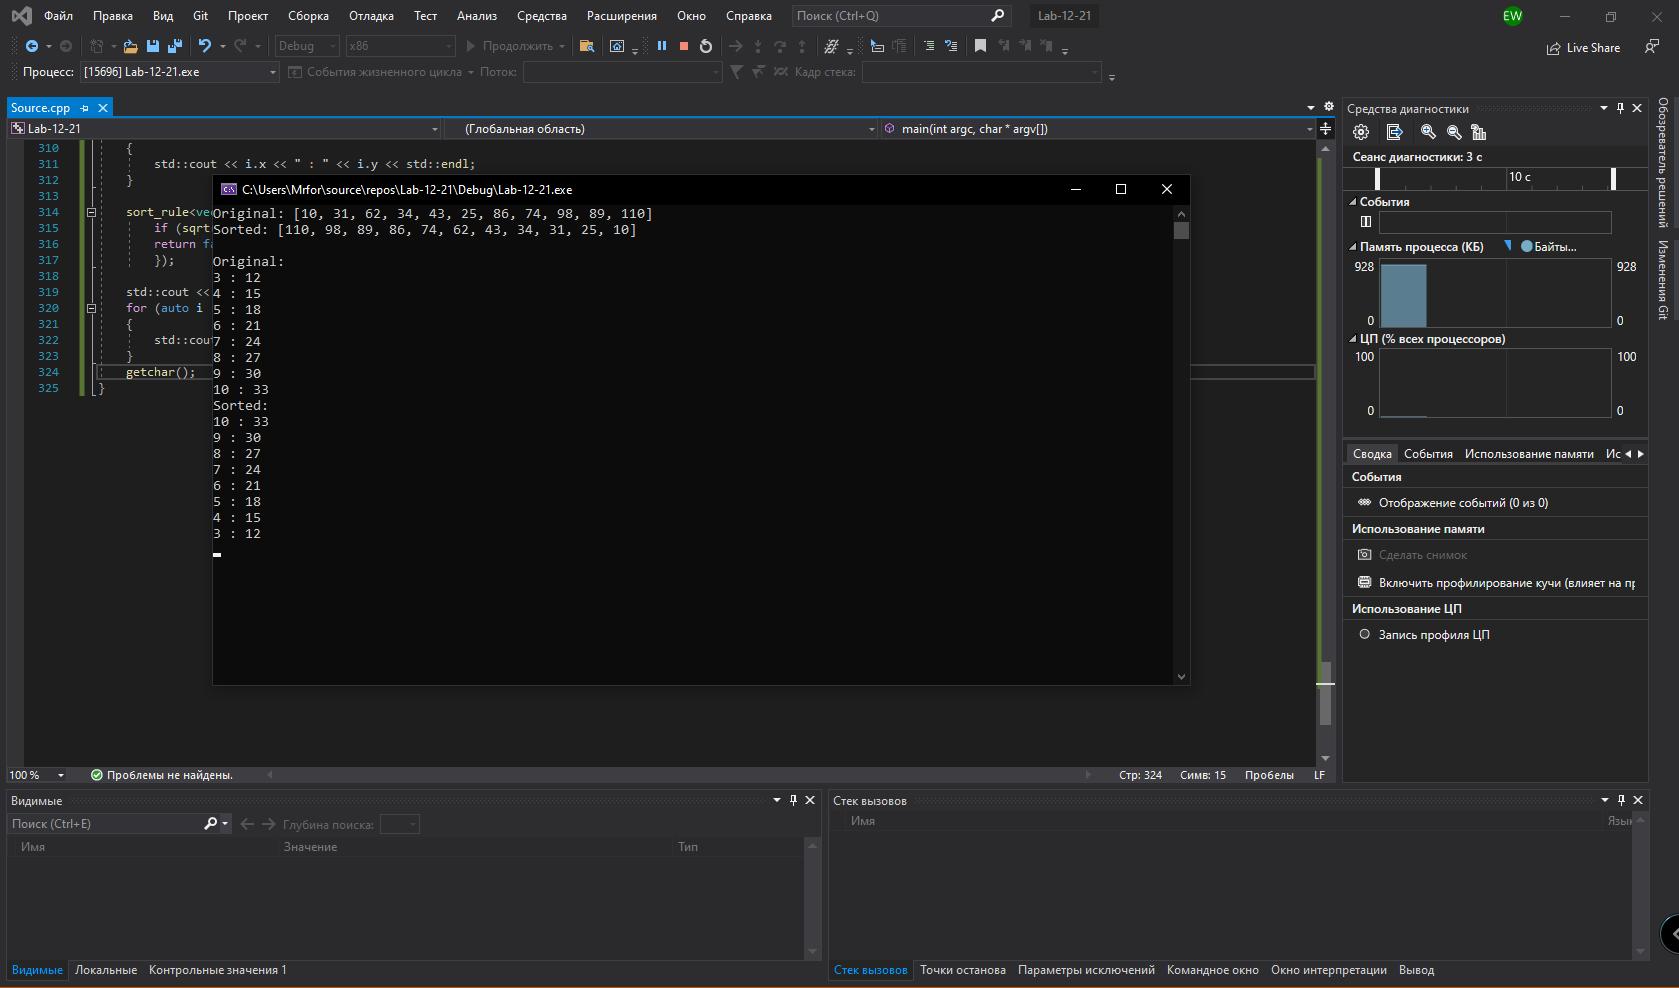 Файл Правка Вид Git Проект Сборка Отладка Тест Анализ Средства Расширения Окно Справка Поиск (Ctrl+Q) Lab-12-21 EW
Debug x86 Продолжить Live Share
Процесс: [15696] Lab-12-21.exe События жизненного цикла Поток: Кадр стека:
Source.cpp
Lab-12-21 (Глобальная область) main(int argc, char * argv[])
310 {
311 std::cout << i.x << " : " << i.y << std::endl;
312 }
313
314 sort_rule<vec
315 if (sqrt
316 return fa
317 });
318
319 std::cout <<
320 for (auto i
321 {
322 std::cout
323 }
324 getchar();
325 }
C:\Users\Mrfor\source\repos\Lab-12-21\Debug\Lab-12-21.exe
Original: [10, 31, 62, 34, 43, 25, 86, 74, 98, 89, 110]
Sorted: [110, 98, 89, 86, 74, 62, 43, 34, 31, 25, 10]
Original:
3 : 12
4 : 15
5 : 18
6 : 21
7 : 24
8 : 27
9 : 30
10 : 33
Sorted:
10 : 33
9 : 30
8 : 27
7 : 24
6 : 21
5 : 18
4 : 15
3 : 12
100 % Проблемы не найдены. Стр: 324 Симв: 15 Пробелы LF
Средства диагностики
Сеанс диагностики: 3 с
10 с
События
Память процесса (КБ) Байты...
928 928
0 0
ЦП (% всех процессоров)
100 100
0 0
Сводка События Использование памяти Ис
События
Отображение событий (0 из 0)
Использование памяти
Сделать снимок
Включить профилирование кучи (влияет на пр
Использование ЦП
Запись профиля ЦП
Обозреватель решений
Изменения Git
Видимые
Поиск (Ctrl+E) Глубина поиска:
Имя Значение Тип
Видимые Локальные Контрольные значения 1
Стек вызовов
Имя Язык
Стек вызовов Точки останова Параметры исключений Командное окно Окно интерпретации Вывод